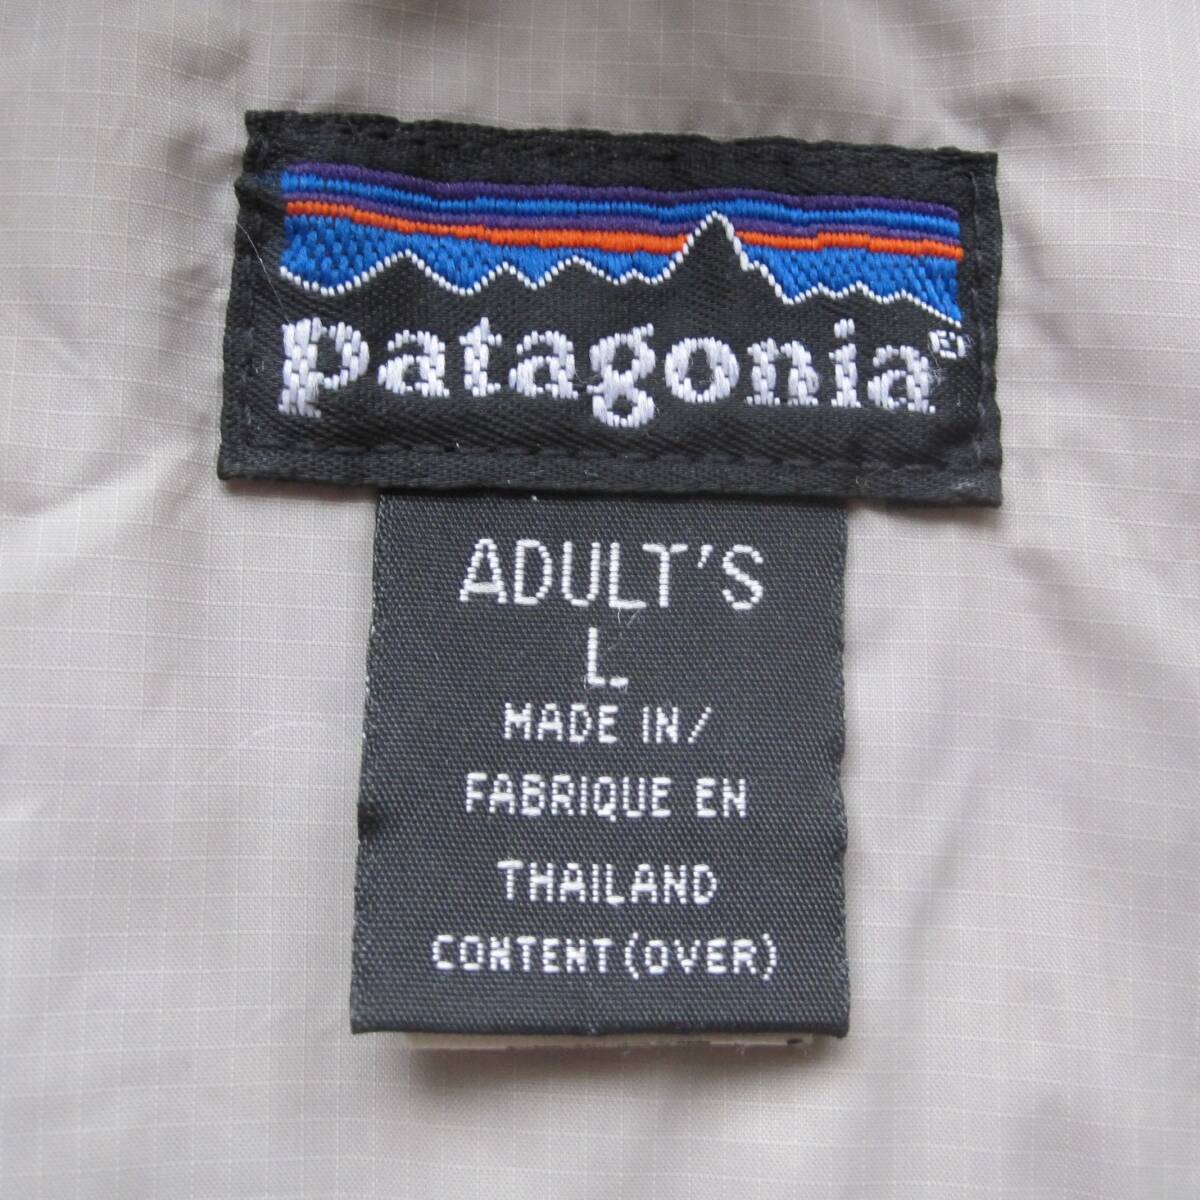 patagonia®
ADULT'S
L
MADE IN/
FABRIQUE EN
THAILAND
CONTENT (OVER)